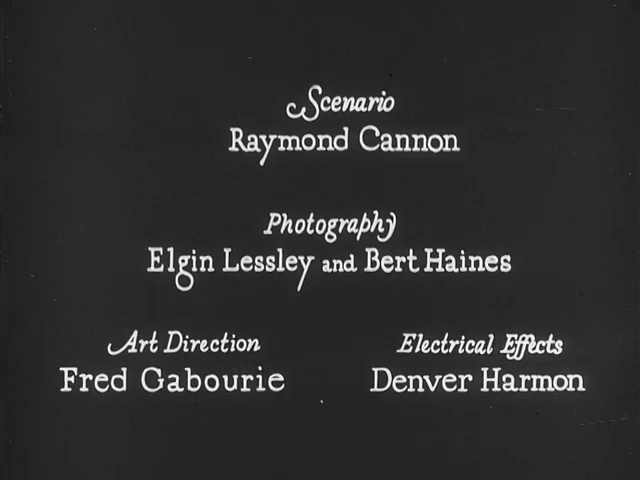 Scenario
Raymond Cannon
Photography
Elgin Lessley and Bert Haines
Art Direction
Fred Gabourie
Electrical Effects
Denver Harmon